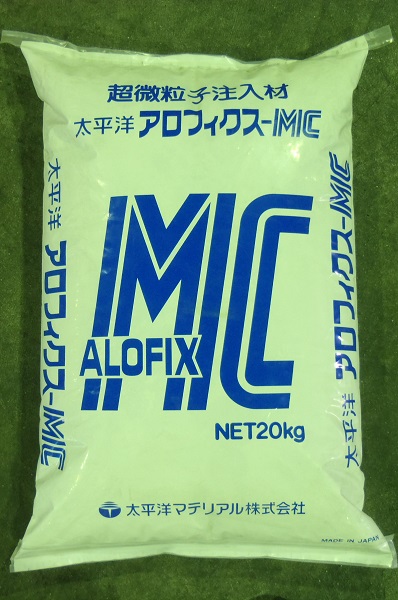 超微粒子注入材
太平洋 アロフィクス-MC
太平洋 アロフィクス-MC
MC
ALOFIX
NET20kg
太平洋 アロフィクス-MC
太平洋マテリアル株式会社
MADE IN JAPAN